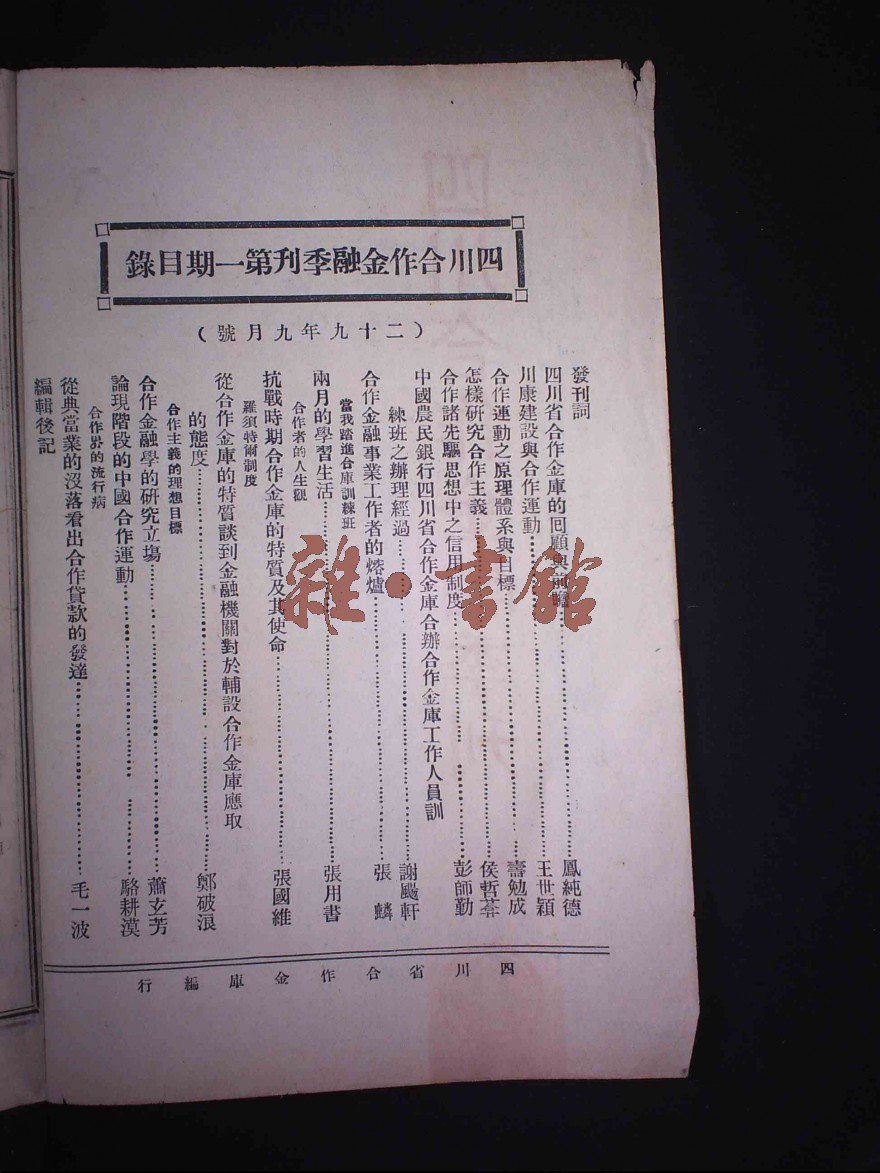 四川合作金融季刊第一期目錄
（二十九年九月號）
發刊詞
四川省合作金庫的回顧與前瞻……鳳純德
川康建設與合作運動……王世穎
合作運動之原理體系與目標……壽勉成
怎樣研究合作主義……侯哲葊
合作諸先驅思想中之信用制度……彭師勤
中國農民銀行四川省合作金庫合辦合作金庫工作人員訓
練班之辦理經過……謝颺軒
合作金融事業工作者的熔爐……張麟
當我踏進合庫訓練班
兩月的學習生活……張用書
合作者的人生觀
抗戰時期合作金庫的特質及其使命……張國維
羅須特爾制度
從合作金庫的特質談到金融機關對於輔設合作金庫應取
的態度……鄭破浪
合作主義的理想目標
合作金融學的研究立塲……蕭玄芳
論現階段的中國合作運動……駱耕漠
合作界的流行病
從典當業的沒落看出合作貸款的發達……毛一波
編輯後記
四川省合作金庫編行
雜·書館